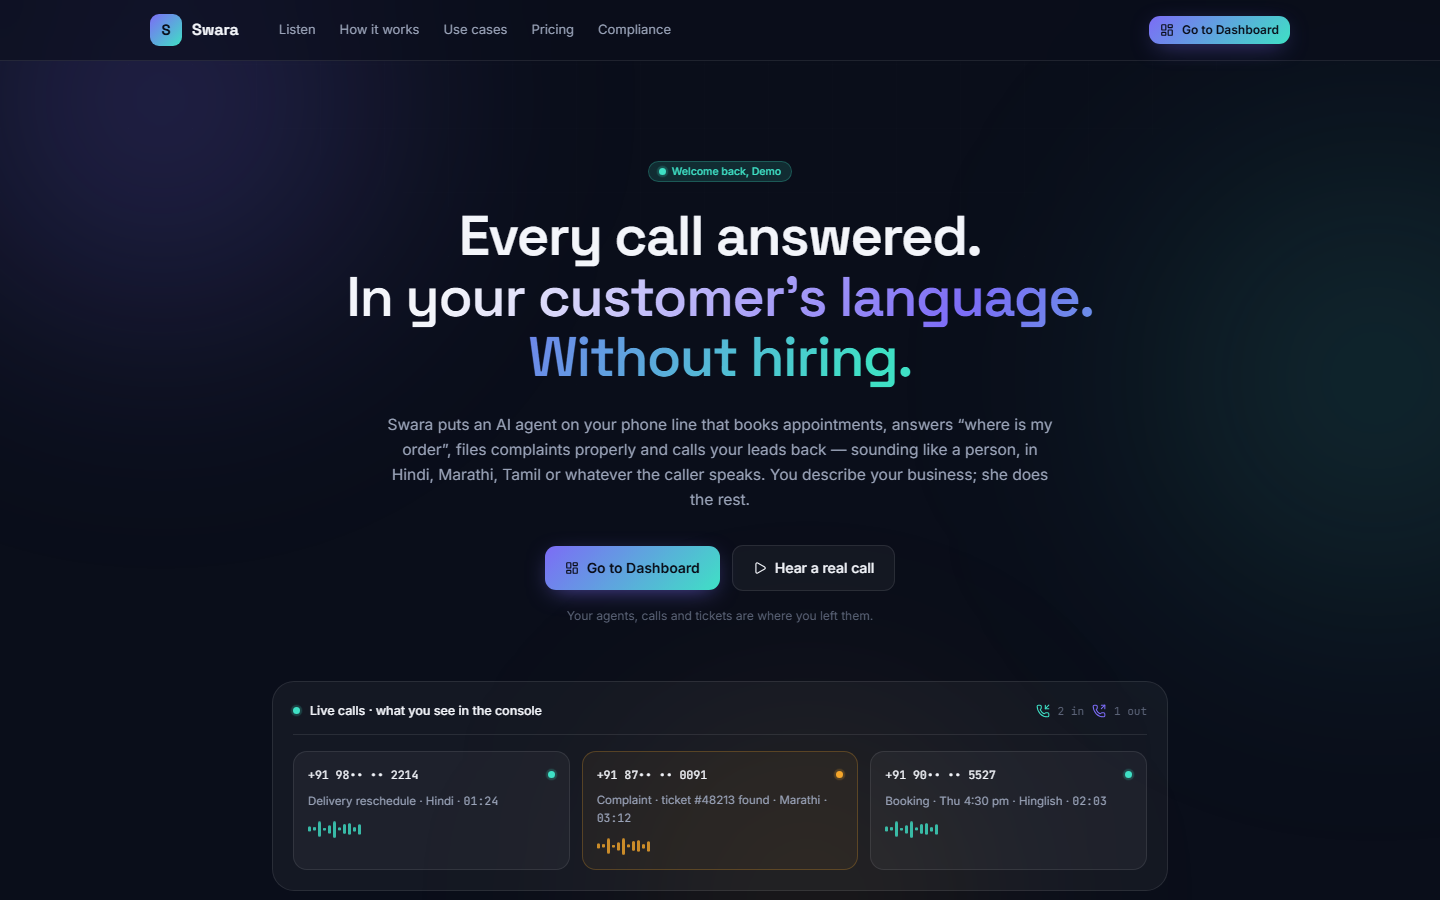 S Swara Listen How it works Use cases Pricing Compliance Go to Dashboard
Welcome back, Demo
Every call answered.
In your customer’s language.
Without hiring.
Swara puts an AI agent on your phone line that books appointments, answers “where is my
order”, files complaints properly and calls your leads back — sounding like a person, in
Hindi, Marathi, Tamil or whatever the caller speaks. You describe your business; she does
the rest.
Go to Dashboard Hear a real call
Your agents, calls and tickets are where you left them.
Live calls · what you see in the console 2 in 1 out
+91 98•• •• 2214
Delivery reschedule · Hindi · 01:24
+91 87•• •• 0091
Complaint · ticket #48213 found · Marathi ·
03:12
+91 90•• •• 5527
Booking · Thu 4:30 pm · Hinglish · 02:03